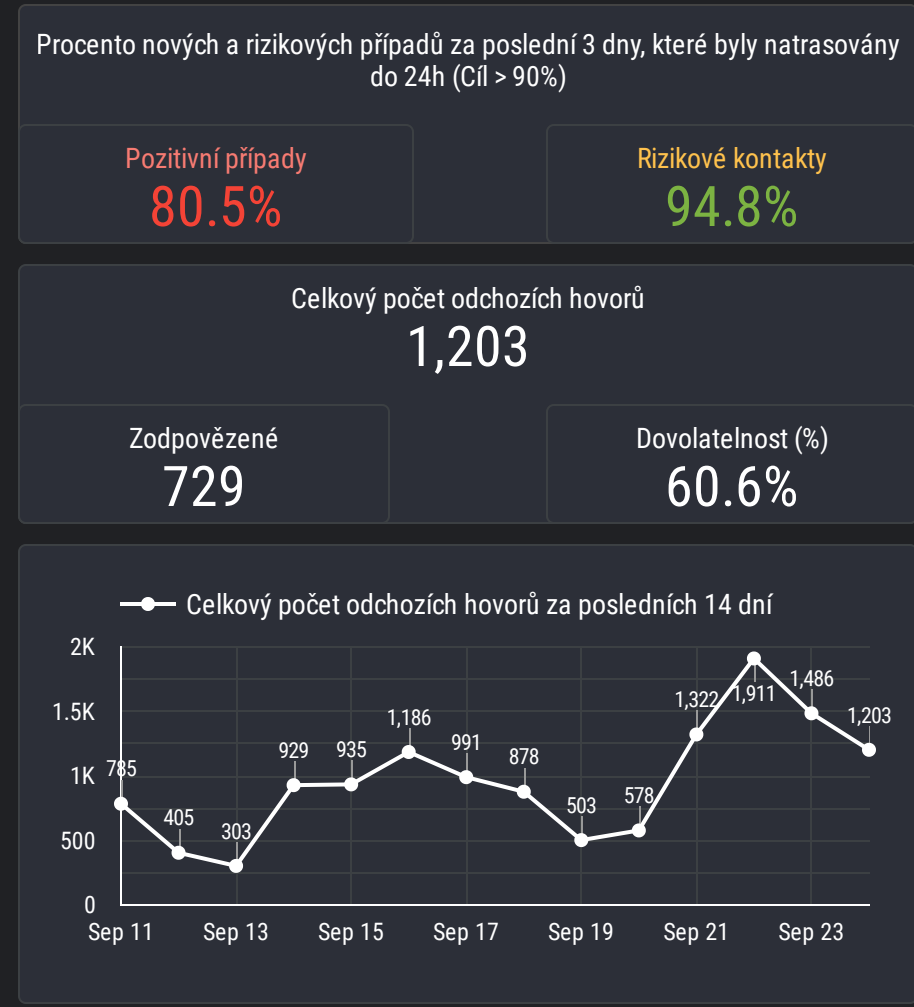 Procento nových a rizikových případů za poslední 3 dny, které byly natrasovány
do 24h (Cíl > 90%)
Pozitivní případy
80.5%
Rizikové kontakty
94.8%
Celkový počet odchozích hovorů
1,203
Zodpovězené
729
Dovolatelnost (%)
60.6%
Celkový počet odchozích hovorů za posledních 14 dní
2K
1.5K
1K
500
0
785
405
303
929
935
1,186
991
878
503
578
1,322
1,911
1,486
1,203
Sep 11
Sep 13
Sep 15
Sep 17
Sep 19
Sep 21
Sep 23